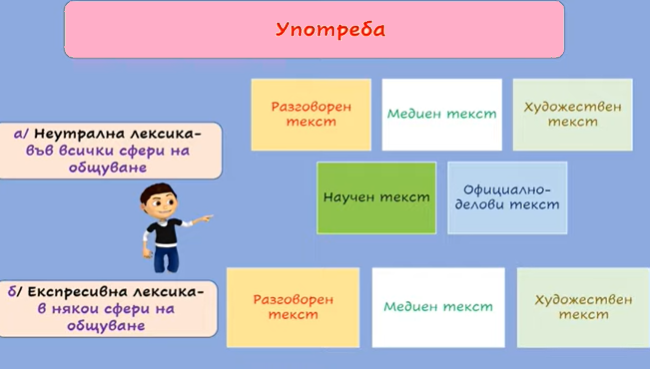 Употреба
а/ Неутрална лексика-
във всички сфери на
общуване
Разговорен
текст
Медиен текст
Художествен
текст
Научен текст
Официално-
делови текст
б/ Експресивна лексика-
в някои сфери на
общуване
Разговорен
текст
Медиен текст
Художествен
текст